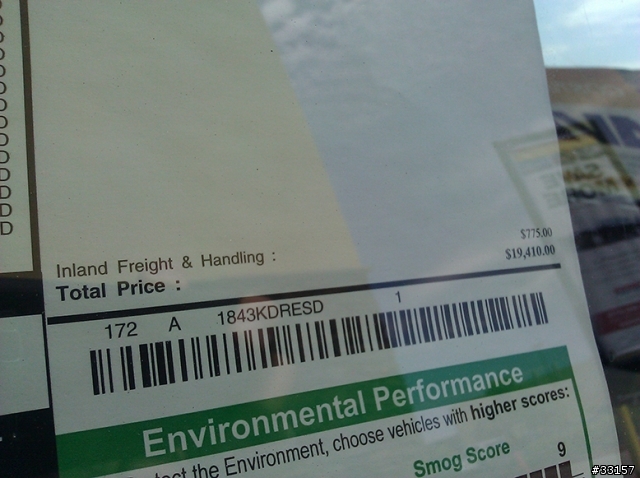 D
D
D
D
D
$775.00
Inland Freight & Handling :
$19,410.00
Total Price :
172 A 1843KDRESD 1
Environmental Performance
the Environment, choose vehicles with higher scores:
Smog Score
9
#33157